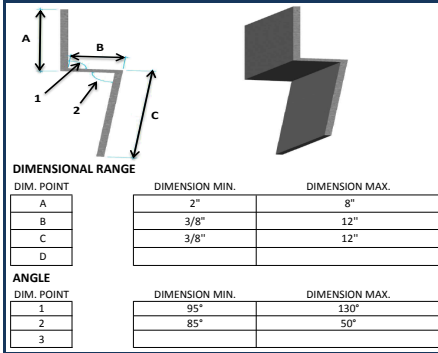 A
B
1
2
C
DIMENSIONAL RANGE
DIM. POINT DIMENSION MIN. DIMENSION MAX.
A 2" 8"
B 3/8" 12"
C 3/8" 12"
D
ANGLE
DIM. POINT DIMENSION MIN. DIMENSION MAX.
1 95° 130°
2 85° 50°
3